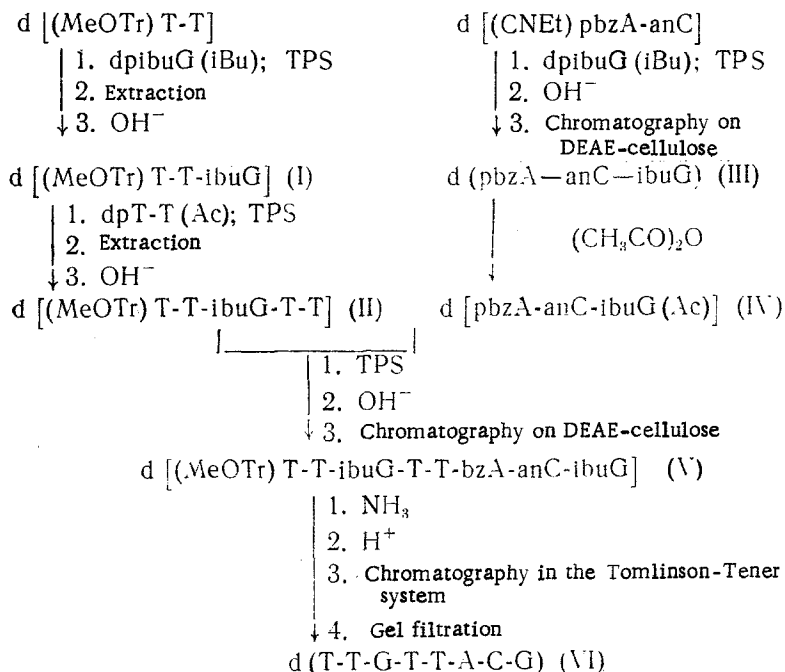 d [(MeOTr) T-T]
1. dpibuG (iBu); TPS
2. Extraction
3. OH⁻
d [(MeOTr) T-T-ibuG] (I)
1. dpT-T (Ac); TPS
2. Extraction
3. OH⁻
d [(MeOTr) T-T-ibuG-T-T] (II)
d [(CNEt) pbzA-anC]
1. dpibuG (iBu); TPS
2. OH⁻
3. Chromatography on
DEAE-cellulose
d (pbzA—anC—ibuG) (III)
(CH₃CO)₂O
d [pbzA-anC-ibuG (Ac)] (IV)
1. TPS
2. OH⁻
3. Chromatography on DEAE-cellulose
d [(MeOTr) T-T-ibuG-T-T-bzA-anC-ibuG] (V)
1. NH₃
2. H⁺
3. Chromatography in the Tomlinson-Tener
system
4. Gel filtration
d (T-T-G-T-T-A-C-G) (VI)